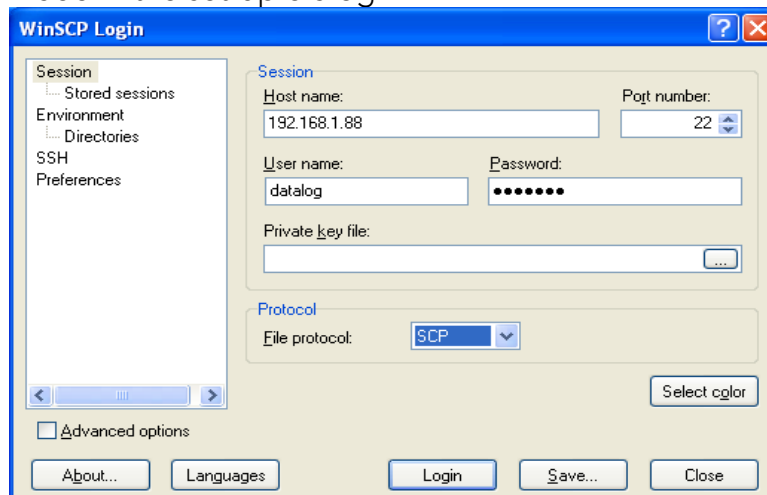 WinSCP Login
Session
Stored sessions
Environment
Directories
SSH
Preferences
Session
Host name: Port number:
192.168.1.88 22
User name: Password:
datalog •••••••
Private key file:
...
Protocol
File protocol: SCP
Select color
Advanced options
About... Languages Login Save... Close